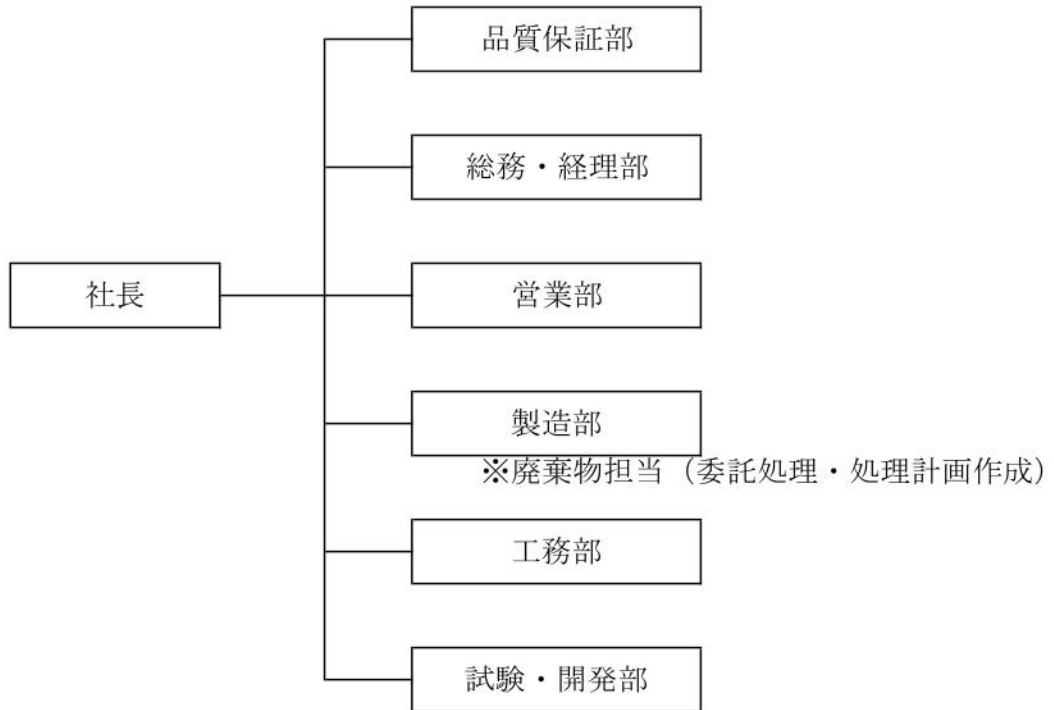 品質保証部
総務・経理部
社長
営業部
製造部
※廃棄物担当（委託処理・処理計画作成）
工務部
試験・開発部